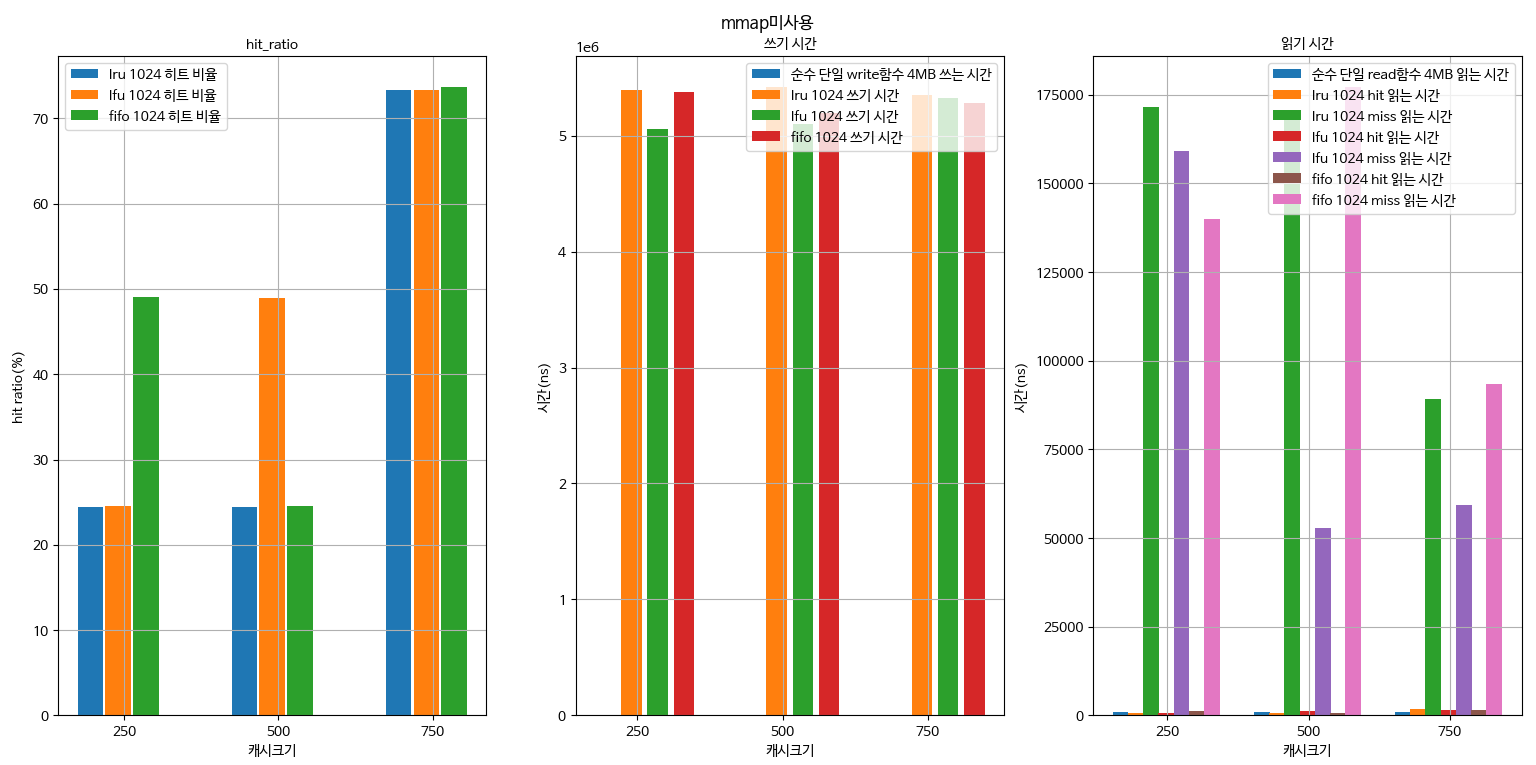 mmap미사용
hit_ratio
lru 1024 히트 비율
lfu 1024 히트 비율
fifo 1024 히트 비율
70
60
50
40
30
20
10
0
hit ratio(%)
250
500
750
캐시크기
쓰기 시간
1e6
순수 단일 write함수 4MB 쓰는 시간
lru 1024 쓰기 시간
lfu 1024 쓰기 시간
fifo 1024 쓰기 시간
5
4
3
2
1
0
시간(ns)
250
500
750
캐시크기
읽기 시간
순수 단일 read함수 4MB 읽는 시간
lru 1024 hit 읽는 시간
lru 1024 miss 읽는 시간
lfu 1024 hit 읽는 시간
lfu 1024 miss 읽는 시간
fifo 1024 hit 읽는 시간
fifo 1024 miss 읽는 시간
175000
150000
125000
100000
75000
50000
25000
0
시간(ns)
250
500
750
캐시크기